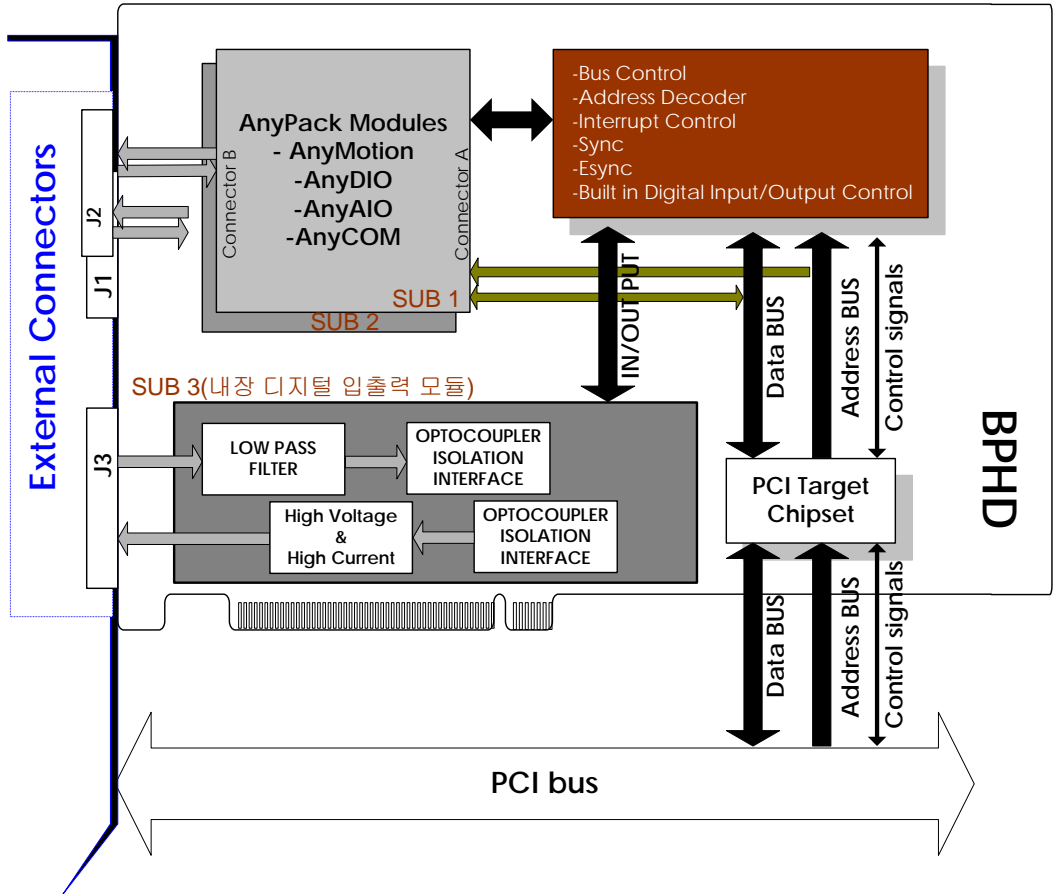 External Connectors
J2
J1
J3
AnyPack Modules
- AnyMotion
-AnyDIO
-AnyAIO
-AnyCOM
Connector B
Connector A
SUB 1
SUB 2
-Bus Control
-Address Decoder
-Interrupt Control
-Sync
-Esync
-Built in Digital Input/Output Control
IN/OUT PUT
Data BUS
Address BUS
Control signals
SUB 3(내장 디지털 입출력 모듈)
LOW PASS
FILTER
OPTOCOUPLER
ISOLATION
INTERFACE
High Voltage
&
High Current
OPTOCOUPLER
ISOLATION
INTERFACE
PCI Target
Chipset
BPHD
Data BUS
Address BUS
Control signals
PCI bus